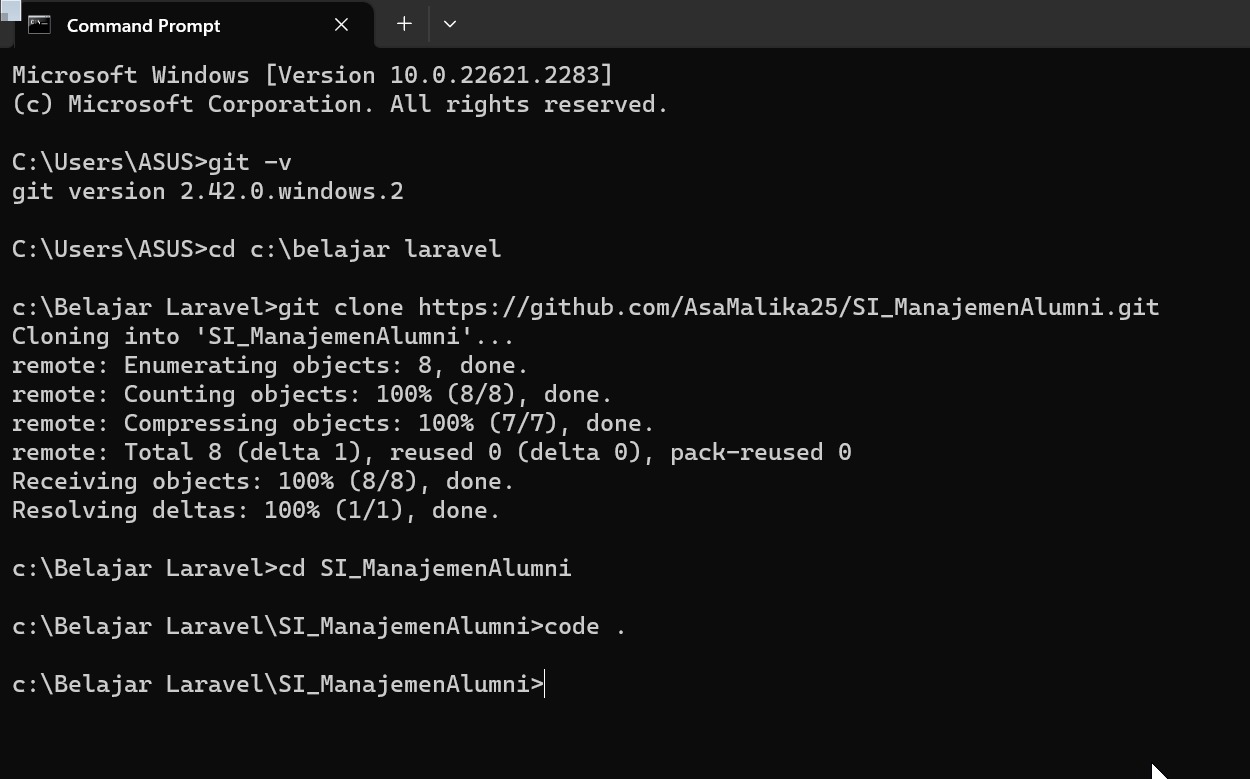 Command Prompt
Microsoft Windows [Version 10.0.22621.2283]
(c) Microsoft Corporation. All rights reserved.
C:\Users\ASUS>git -v
git version 2.42.0.windows.2
C:\Users\ASUS>cd c:\belajar laravel
c:\Belajar Laravel>git clone https://github.com/AsaMalika25/SI_ManajemenAlumni.git
Cloning into 'SI_ManajemenAlumni'...
remote: Enumerating objects: 8, done.
remote: Counting objects: 100% (8/8), done.
remote: Compressing objects: 100% (7/7), done.
remote: Total 8 (delta 1), reused 0 (delta 0), pack-reused 0
Receiving objects: 100% (8/8), done.
Resolving deltas: 100% (1/1), done.
c:\Belajar Laravel>cd SI_ManajemenAlumni
c:\Belajar Laravel\SI_ManajemenAlumni>code .
c:\Belajar Laravel\SI_ManajemenAlumni>